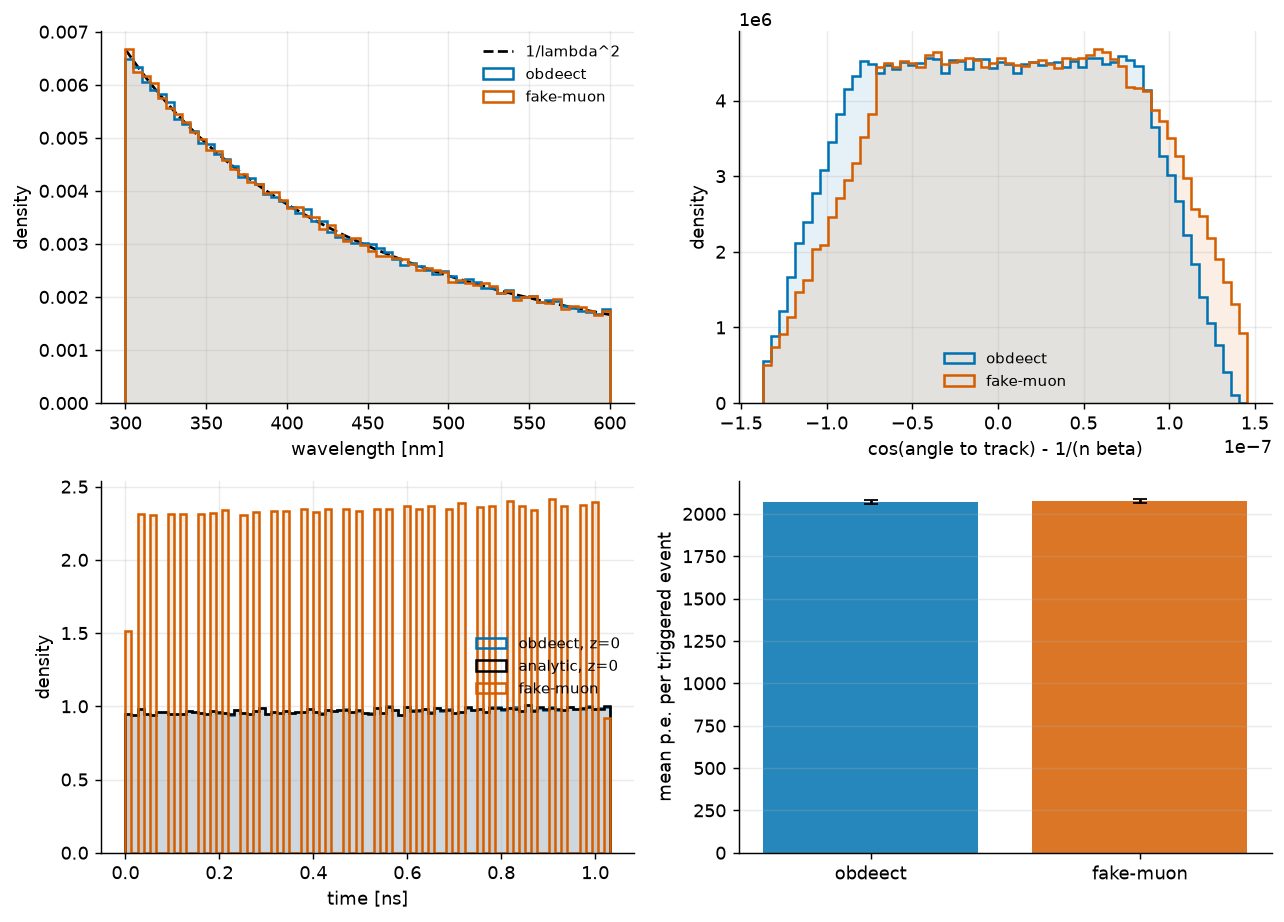 0.007
0.006
0.005
0.004
0.003
0.002
0.001
0.000
density
300 350 400 450 500 550 600
wavelength [nm]
1/lambda^2
obdeect
fake-muon
1e6
4
3
2
1
0
density
−1.5 −1.0 −0.5 0.0 0.5 1.0 1.5
1e−7
cos(angle to track) - 1/(n beta)
obdeect
fake-muon
2.5
2.0
1.5
1.0
0.5
0.0
density
0.0 0.2 0.4 0.6 0.8 1.0
time [ns]
obdeect, z=0
analytic, z=0
fake-muon
2000
1750
1500
1250
1000
750
500
250
0
mean p.e. per triggered event
obdeect fake-muon